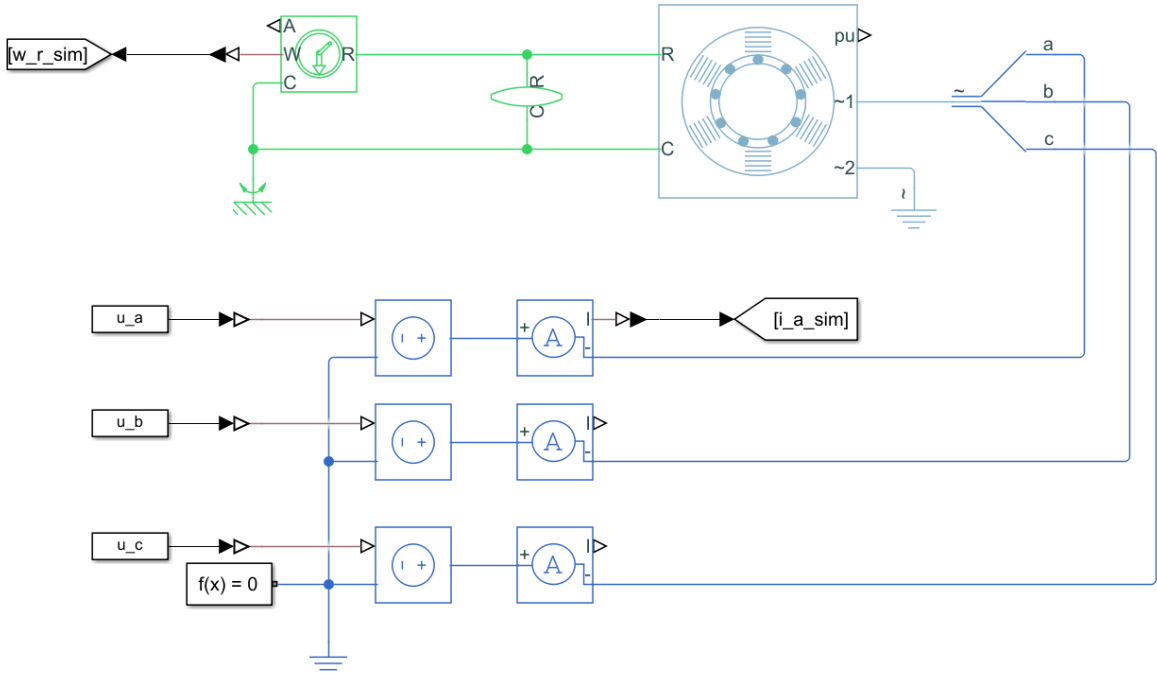 A
[w_r_sim]
W
R
C
R
C
R
C
pu
~1
~2
~
~
a
b
c
u_a
+
+
A
I
-
[i_a_sim]
u_b
+
+
A
I
-
u_c
+
+
A
I
-
f(x) = 0